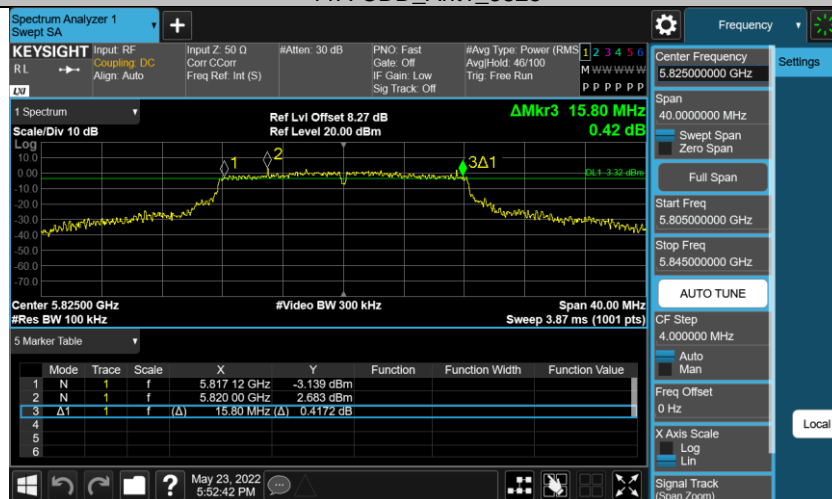 Spectrum Analyzer 1
Swept SA
+
Frequency
KEYSIGHT
RL
LXI
Input: RF
Coupling: DC
Align: Auto
Input Z: 50 Ω
Corr CCorr
Freq Ref: Int (S)
#Atten: 30 dB
PNO: Fast
Gate: Off
IF Gain: Low
Sig Track: Off
#Avg Type: Power (RMS
Avg|Hold: 46/100
Trig: Free Run
1 2 3 4 5 6
M W W W W W
P P P P P P
1 Spectrum
Scale/Div 10 dB
Ref Lvl Offset 8.27 dB
Ref Level 20.00 dBm
ΔMkr3 15.80 MHz
0.42 dB
Log
10.0
0.00
-10.0
-20.0
-30.0
-40.0
-50.0
-60.0
-70.0
1
2
3Δ1
DL1 -3.32 dBm
Center 5.82500 GHz
#Res BW 100 kHz
#Video BW 300 kHz
Span 40.00 MHz
Sweep 3.87 ms (1001 pts)
5 Marker Table
Mode Trace Scale X Y Function Function Width Function Value
1 N 1 f 5.817 12 GHz -3.139 dBm
2 N 1 f 5.820 00 GHz 2.683 dBm
3 Δ1 1 f (Δ) 15.80 MHz (Δ) 0.4172 dB
4
5
6
May 23, 2022
5:52:42 PM
Center Frequency
5.825000000 GHz
Span
40.0000000 MHz
Swept Span
Zero Span
Full Span
Start Freq
5.805000000 GHz
Stop Freq
5.845000000 GHz
AUTO TUNE
CF Step
4.000000 MHz
Auto
Man
Freq Offset
0 Hz
X Axis Scale
Log
Lin
Signal Track
(Span Zoom)
Settings
Local